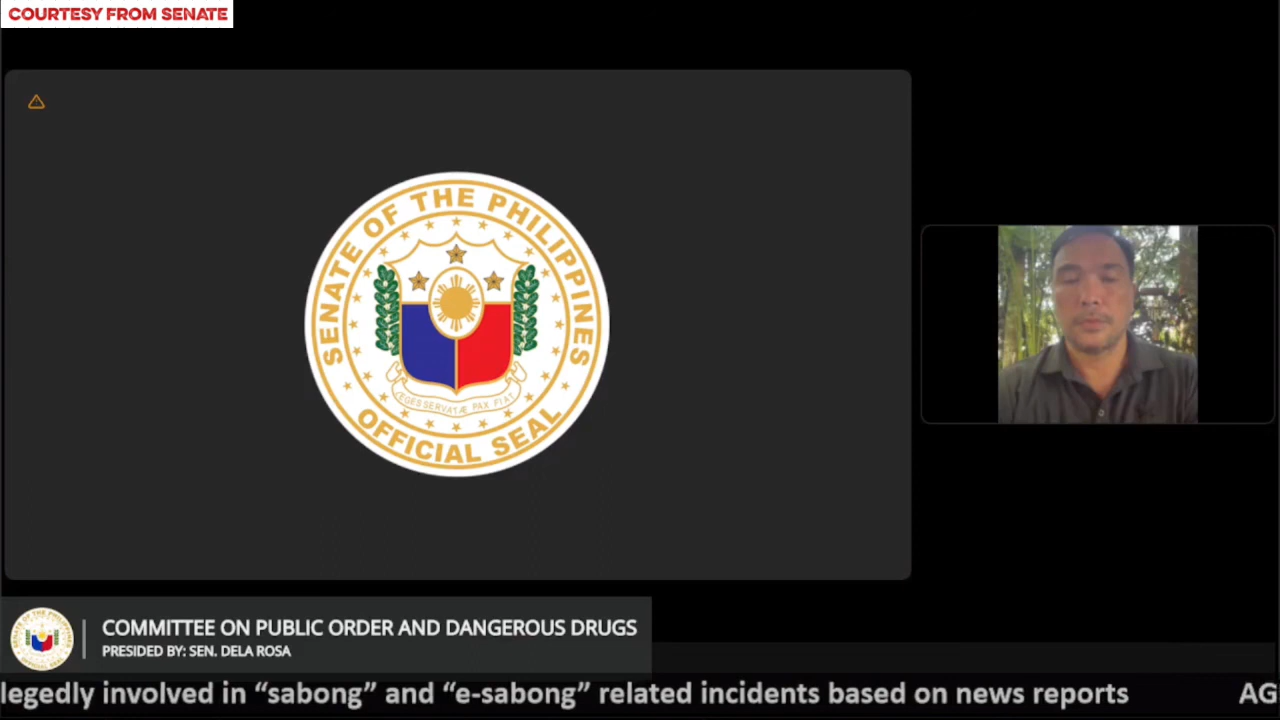 COURTESY FROM SENATE
SENATE OF THE PHILIPPINES
OFFICIAL SEAL
COMMITTEE ON PUBLIC ORDER AND DANGEROUS DRUGS
PRESIDED BY: SEN. DELA ROSA
legedly involved in “sabong” and “e-sabong” related incidents based on news reports AG